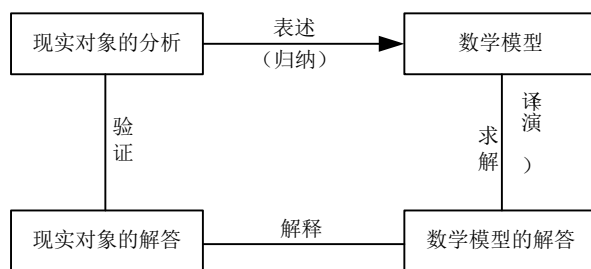 现实对象的分析
表述
（归纳）
数学模型
验
证
求
解
译
演
）
现实对象的解答
解释
数学模型的解答